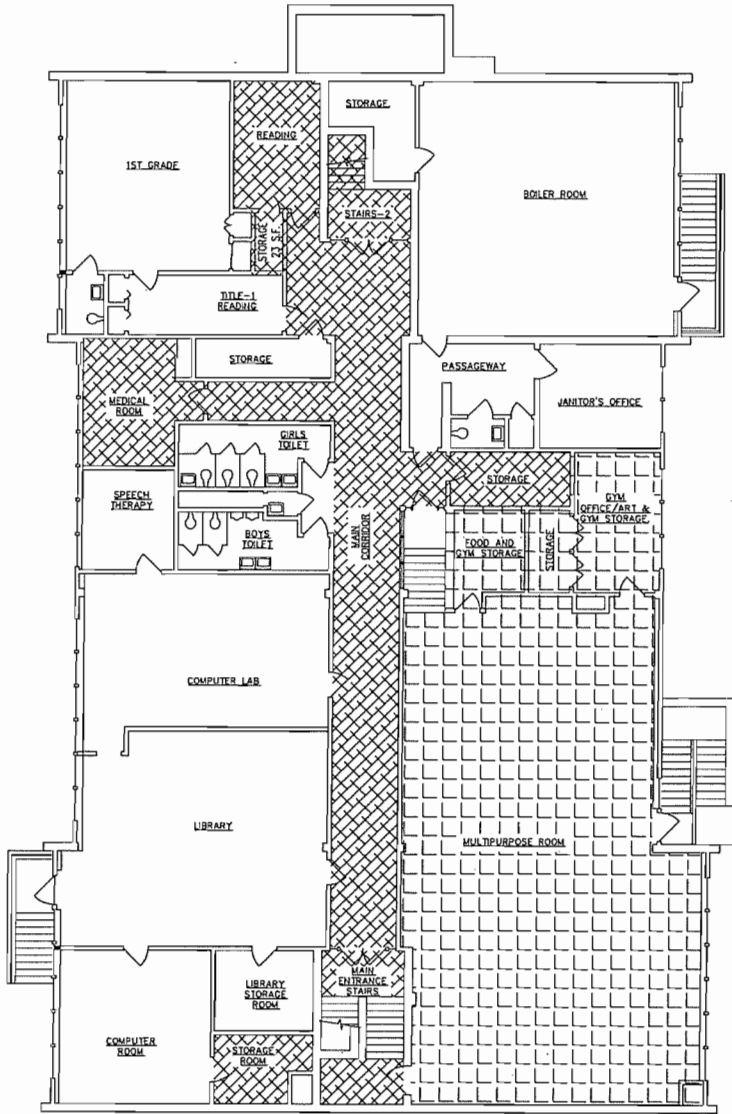 STORAGE
READING
1ST GRADE
BOILER ROOM
STAIRS-2
STORAGE
23 S.F.
TITLE-1
READING
STORAGE
PASSAGEWAY
JANITOR'S OFFICE
MEDICAL
ROOM
GIRLS
TOILET
SPEECH
THERAPY
STORAGE
GYM
OFFICE/ART &
GYM STORAGE
MAIN
CORRIDOR
BOYS
TOILET
FOOD AND
GYM STORAGE
STORAGE
COMPUTER LAB
LIBRARY
MULTIPURPOSE ROOM
MAIN
ENTRANCE
STAIRS
LIBRARY
STORAGE
ROOM
COMPUTER
ROOM
STORAGE
ROOM